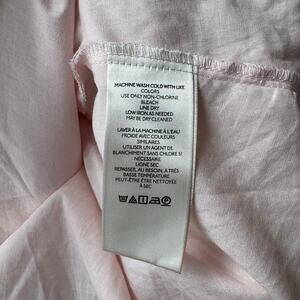 MACHINE WASH COLD WITH LIKE
COLORS
USE ONLY NON-CHLORINE
BLEACH
LINE DRY
LOW IRON AS NEEDED
MAY BE DRY CLEANED
LAVER À LA MACHINE À L'EAU
FROIDE AVEC COULEURS
SIMILAIRES
UTILISER UN AGENT DE
BLANCHIMENT SANS CHLORE SI
NÉCESSAIRE
LIGNE SEC
REPASSER, AU BESOIN, À TRÈS
BASSE TEMPÉRATURE
PEUT-ÊTRE ÊTRE NETTOYÉE
À SEC